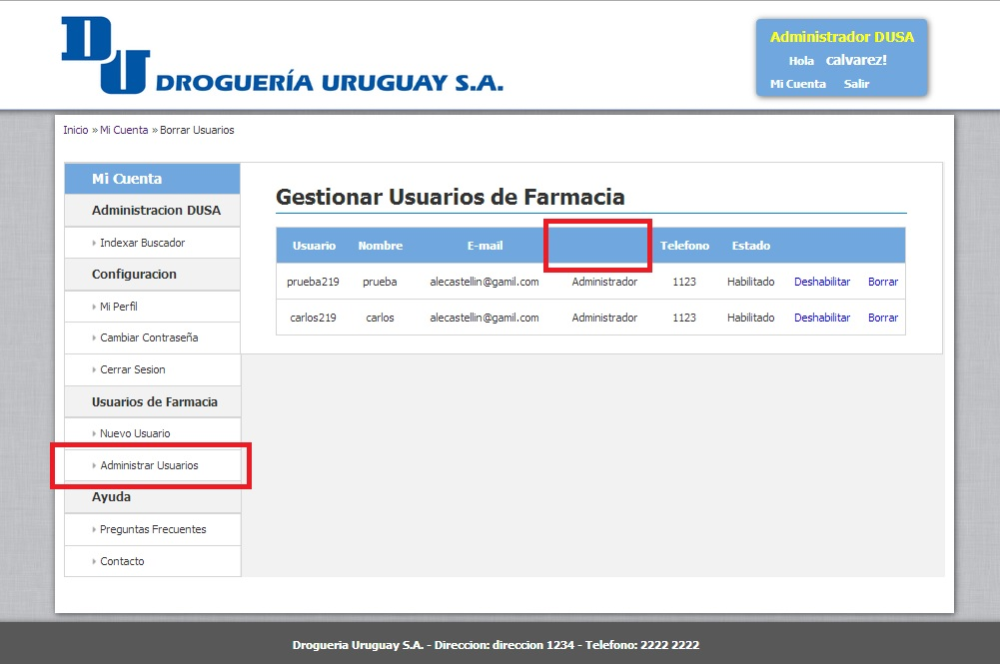 DU DROGUERÍA URUGUAY S.A.
Administrador DUSA
Hola calvarez!
Mi Cuenta Salir
Inicio » Mi Cuenta » Borrar Usuarios
Mi Cuenta
Administracion DUSA
Indexar Buscador
Configuracion
Mi Perfil
Cambiar Contraseña
Cerrar Sesion
Usuarios de Farmacia
Nuevo Usuario
Administrar Usuarios
Ayuda
Preguntas Frecuentes
Contacto
Gestionar Usuarios de Farmacia
Usuario Nombre E-mail Telefono Estado
prueba219 prueba alecastellin@gamil.com Administrador 1123 Habilitado Deshabilitar Borrar
carlos219 carlos alecastellin@gamil.com Administrador 1123 Habilitado Deshabilitar Borrar
Drogueria Uruguay S.A. - Direccion: direccion 1234 - Telefono: 2222 2222